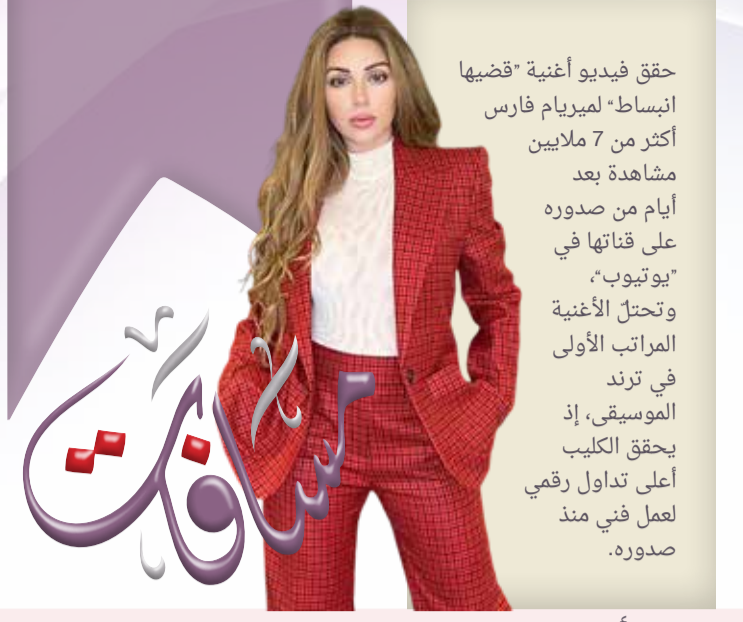 حقق فيديو أغنية ”قضيها
انبساط“ لميريام فارس
أكثر من 7 ملايين
مشاهدة بعد
أيام من صدوره
على قناتها في
”يوتيوب“،
وتحتلّ الأغنية
المراتب الأولى
في ترند
الموسيقى، إذ
يحقق الكليب
أعلى تداول رقمي
لعمل فني منذ
صدوره.
مسافات